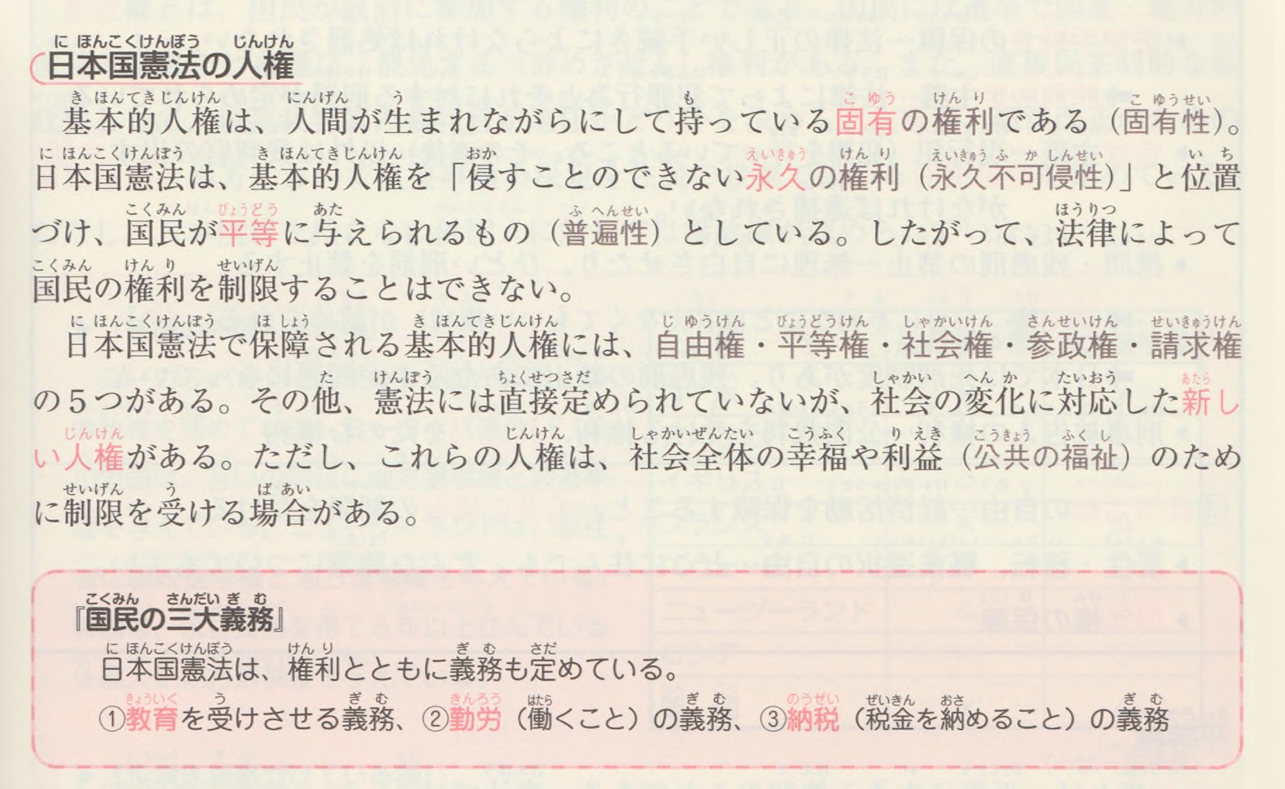 日本国憲法の人権
基本的人権は、人間が生まれながらにして持っている固有の権利である（固有性）。
日本国憲法は、基本的人権を「侵すことのできない永久の権利（永久不可侵性）」と位置
づけ、国民が平等に与えられるもの（普遍性）としている。したがって、法律によって
国民の権利を制限することはできない。
日本国憲法で保障される基本的人権には、自由権・平等権・社会権・参政権・請求権
の５つがある。その他、憲法には直接定められていないが、社会の変化に対応した新し
い人権がある。ただし、これらの人権は、社会全体の幸福や利益（公共の福祉）のため
に制限を受ける場合がある。
『国民の三大義務』
日本国憲法は、権利とともに義務も定めている。
①教育を受けさせる義務、②勤労（働くこと）の義務、③納税（税金を納めること）の義務